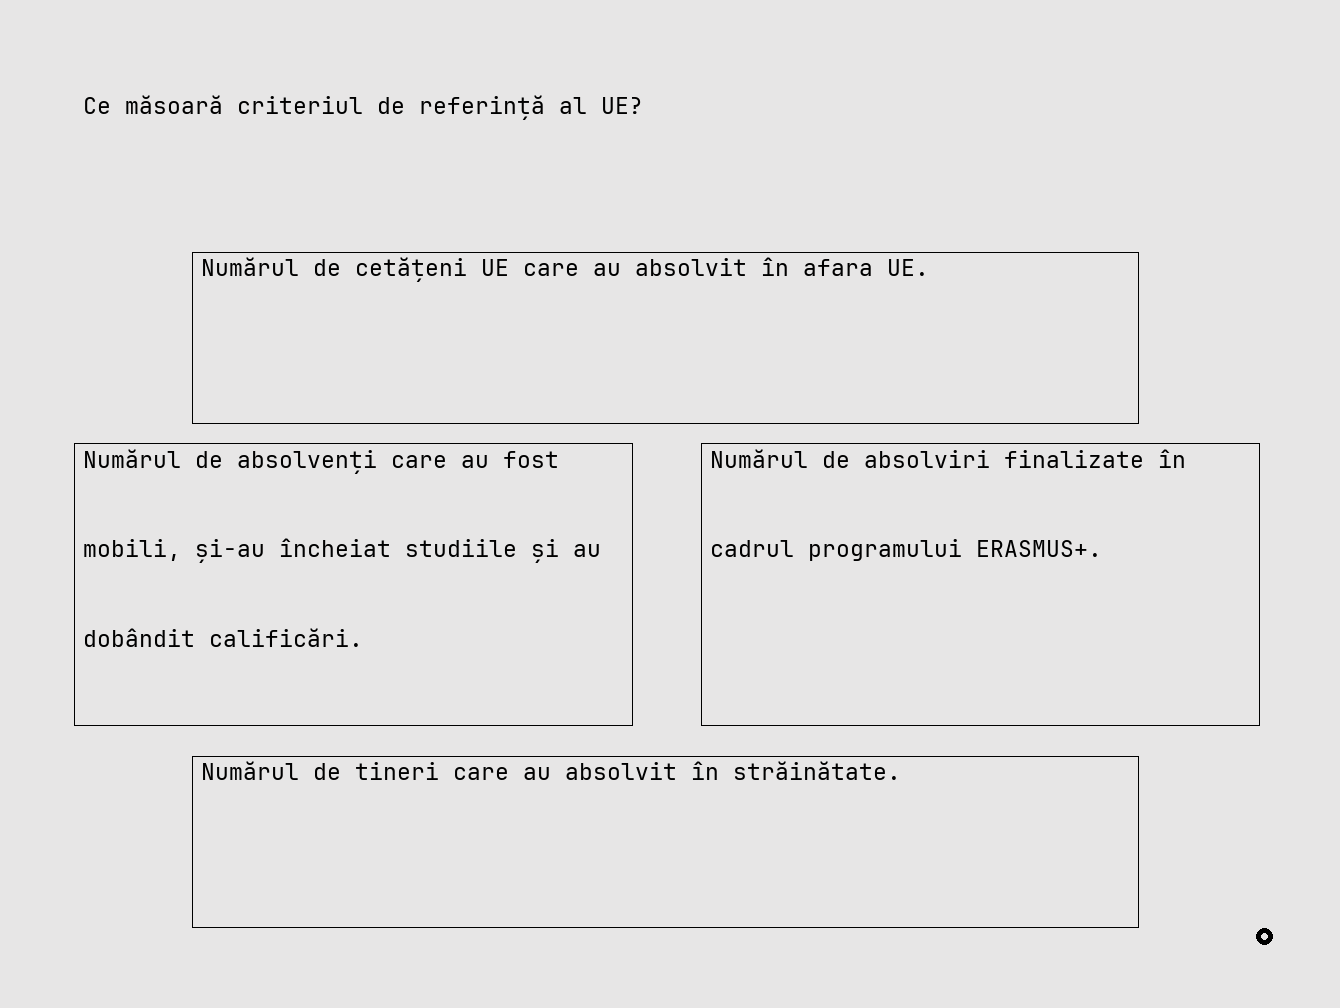 Ce măsoară criteriul de referință al UE?
Numărul de cetățeni UE care au absolvit în afara UE.
Numărul de absolvenți care au fost
mobili, și-au încheiat studiile și au
dobândit calificări.
Numărul de absolviri finalizate în
cadrul programului ERASMUS+.
Numărul de tineri care au absolvit în străinătate.